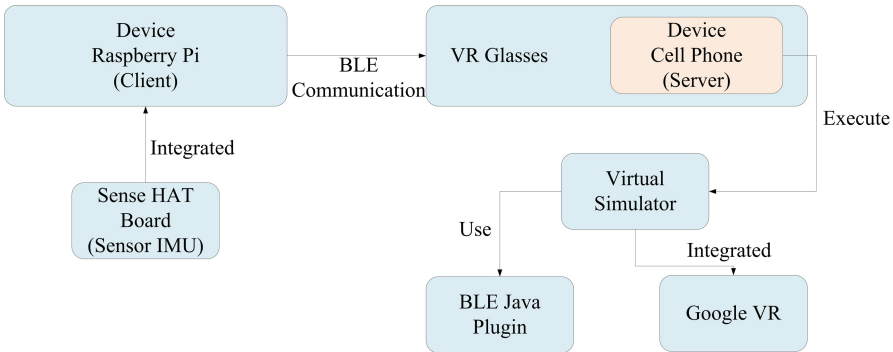 Device
Raspberry Pi
(Client)
BLE
Communication
VR Glasses
Device
Cell Phone
(Server)
Execute
Integrated
Sense HAT
Board
(Sensor IMU)
Virtual
Simulator
Use
Integrated
BLE Java
Plugin
Google VR